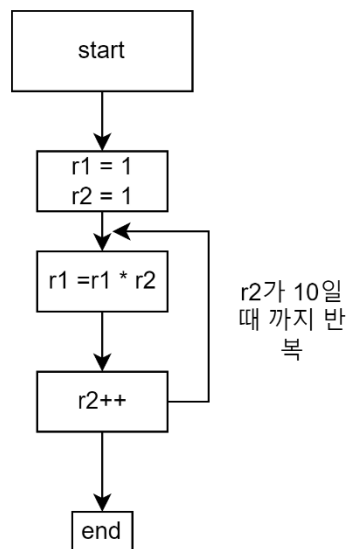 start
r1 = 1
r2 = 1
r1 =r1 * r2
r2가 10일
때 까지 반
복
r2++
end